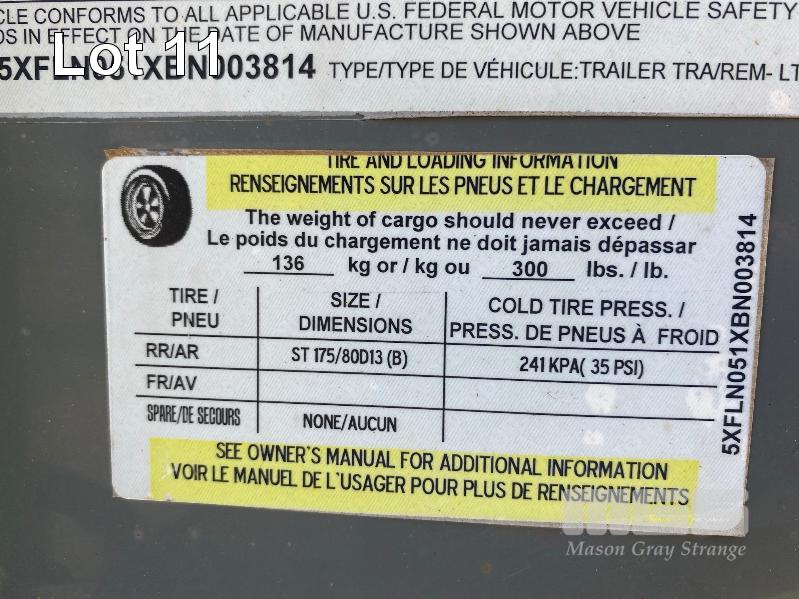 CLE CONFORMS TO ALL APPLICABLE U.S. FEDERAL MOTOR VEHICLE SAFETY
IN EFFECT ON THE DATE OF MANUFACTURE SHOWN ABOVE
Lot 11
5XFLN051XBN003814 TYPE/TYPE DE VÉHICULE:TRAILER TRA/REM- LT
TIRE AND LOADING INFORMATION
RENSEIGNEMENTS SUR LES PNEUS ET LE CHARGEMENT
The weight of cargo should never exceed /
Le poids du chargement ne doit jamais dépassar
136 kg or / kg ou 300 lbs. / lb.
TIRE / PNEU
SIZE / DIMENSIONS
COLD TIRE PRESS. / PRESS. DE PNEUS À FROID
RR/AR ST 175/80D13 (B) 241 KPA( 35 PSI)
FR/AV
SPARE/DE SECOURS NONE/AUCUN
SEE OWNER'S MANUAL FOR ADDITIONAL INFORMATION
VOIR LE MANUEL DE L'USAGER POUR PLUS DE RENSEIGNEMENTS
5XFLN051XBN003814
Mason Gray Strange